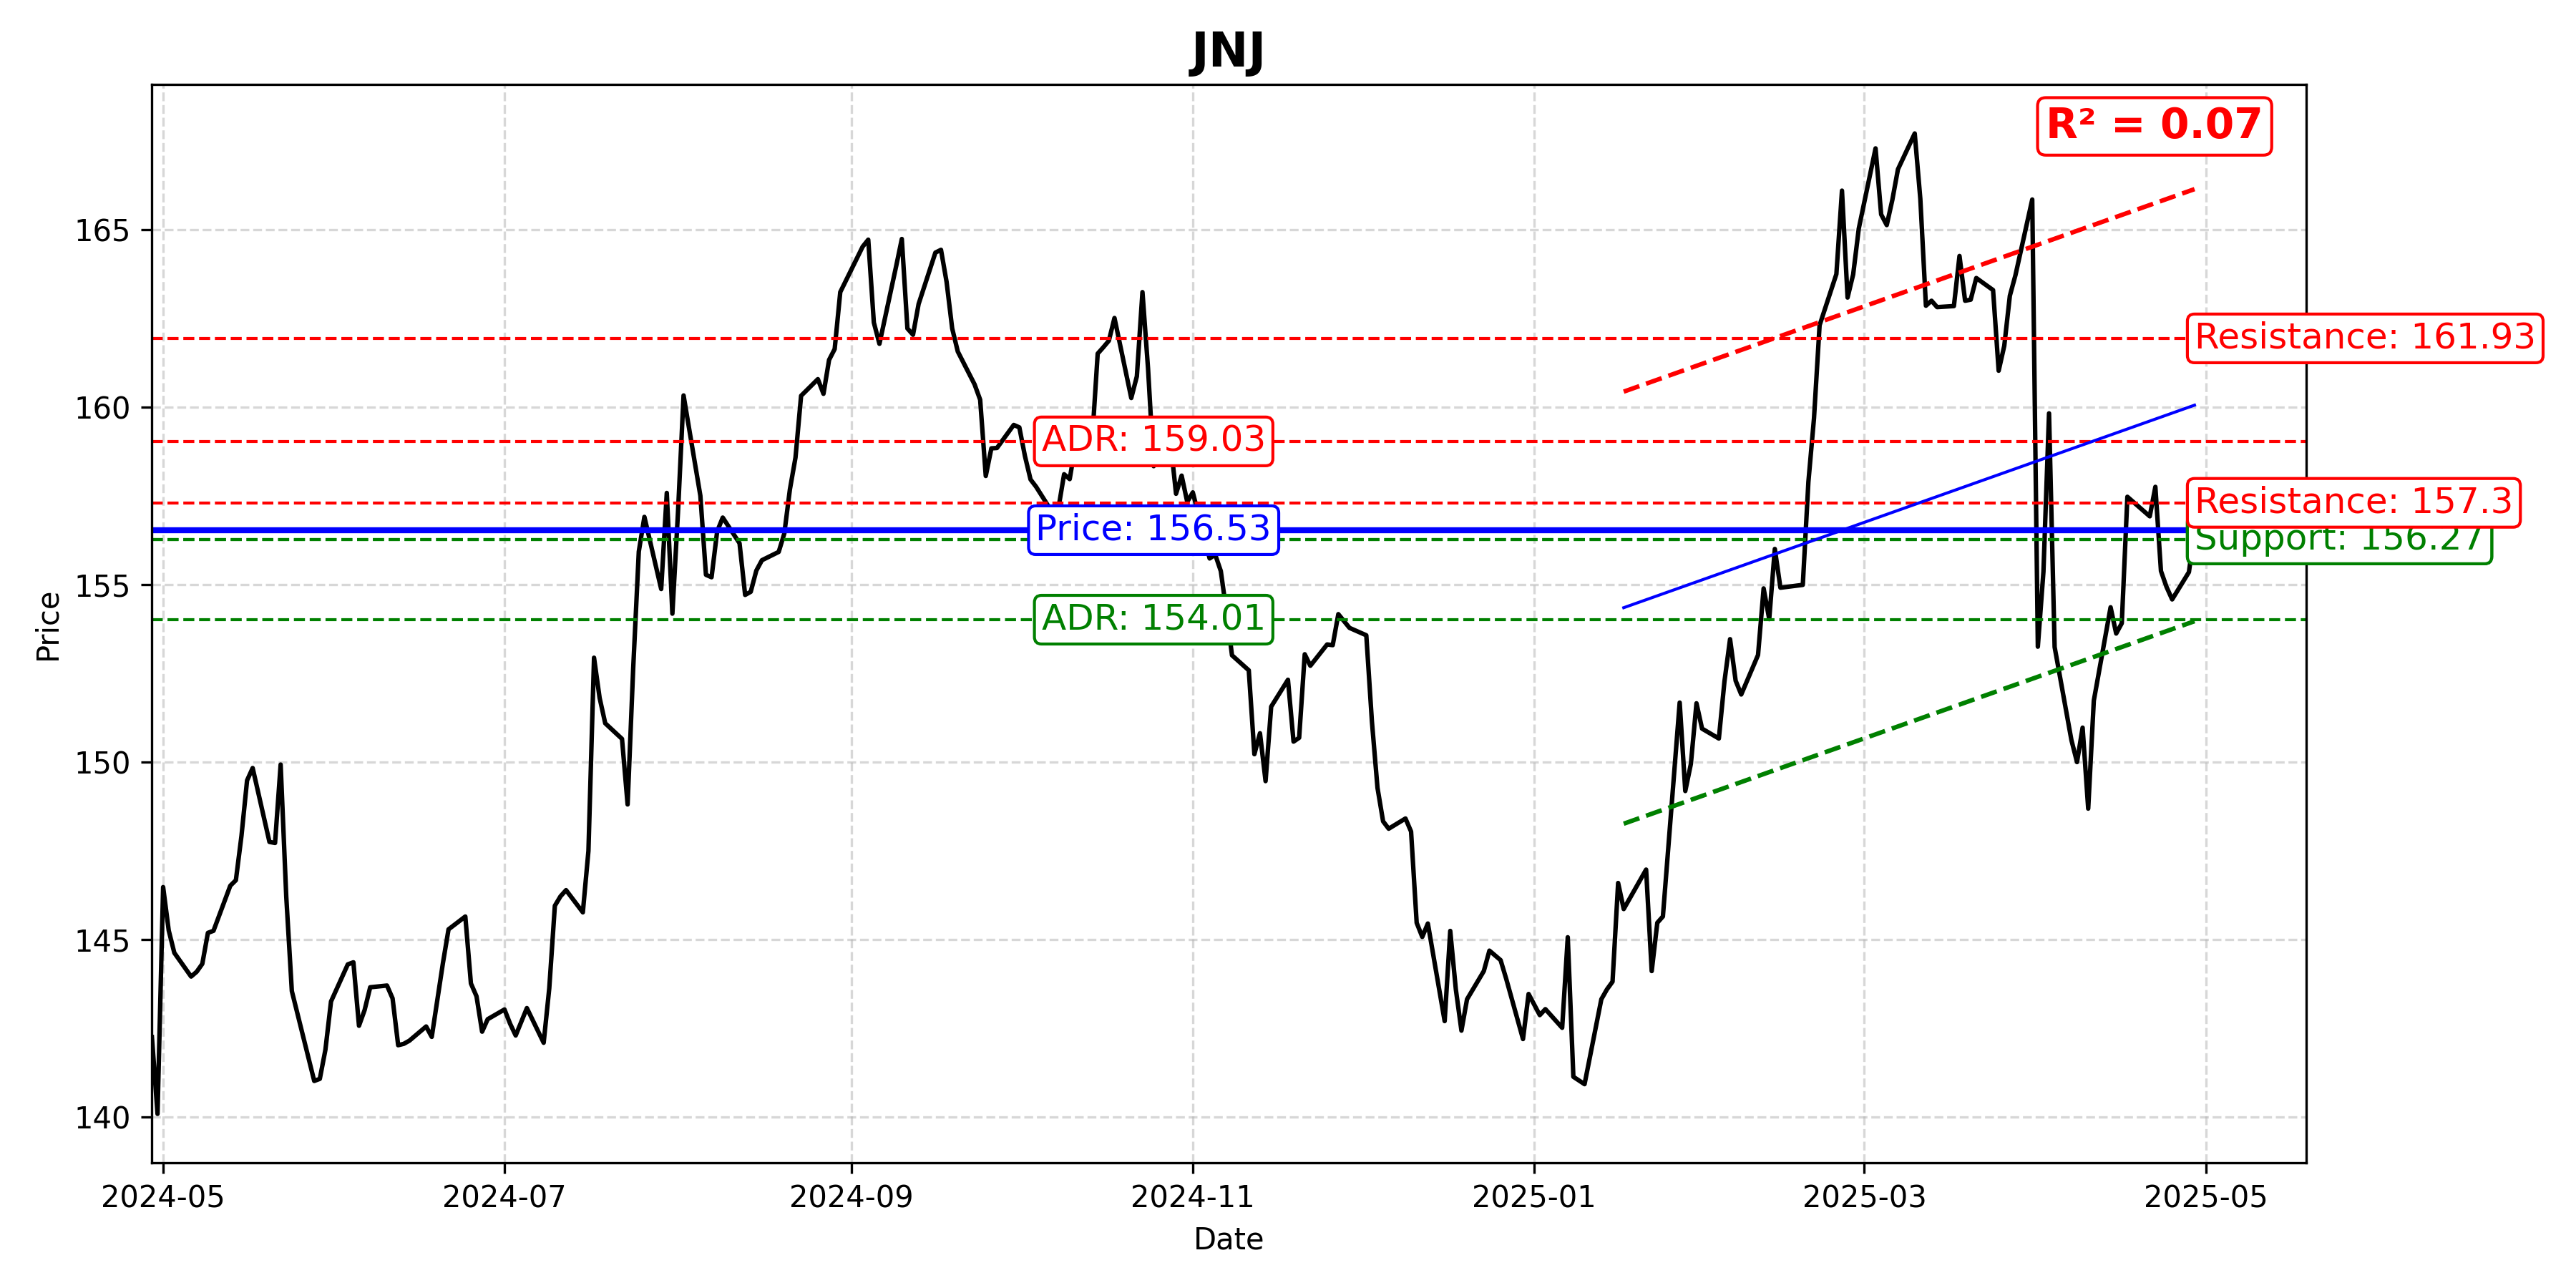 JNJ
R² = 0.07
165
160
155
150
145
140
Price
Resistance: 161.93
ADR: 159.03
Resistance: 157.3
Price: 156.53
Support: 156.27
ADR: 154.01
2024-05
2024-07
2024-09
2024-11
2025-01
2025-03
2025-05
Date